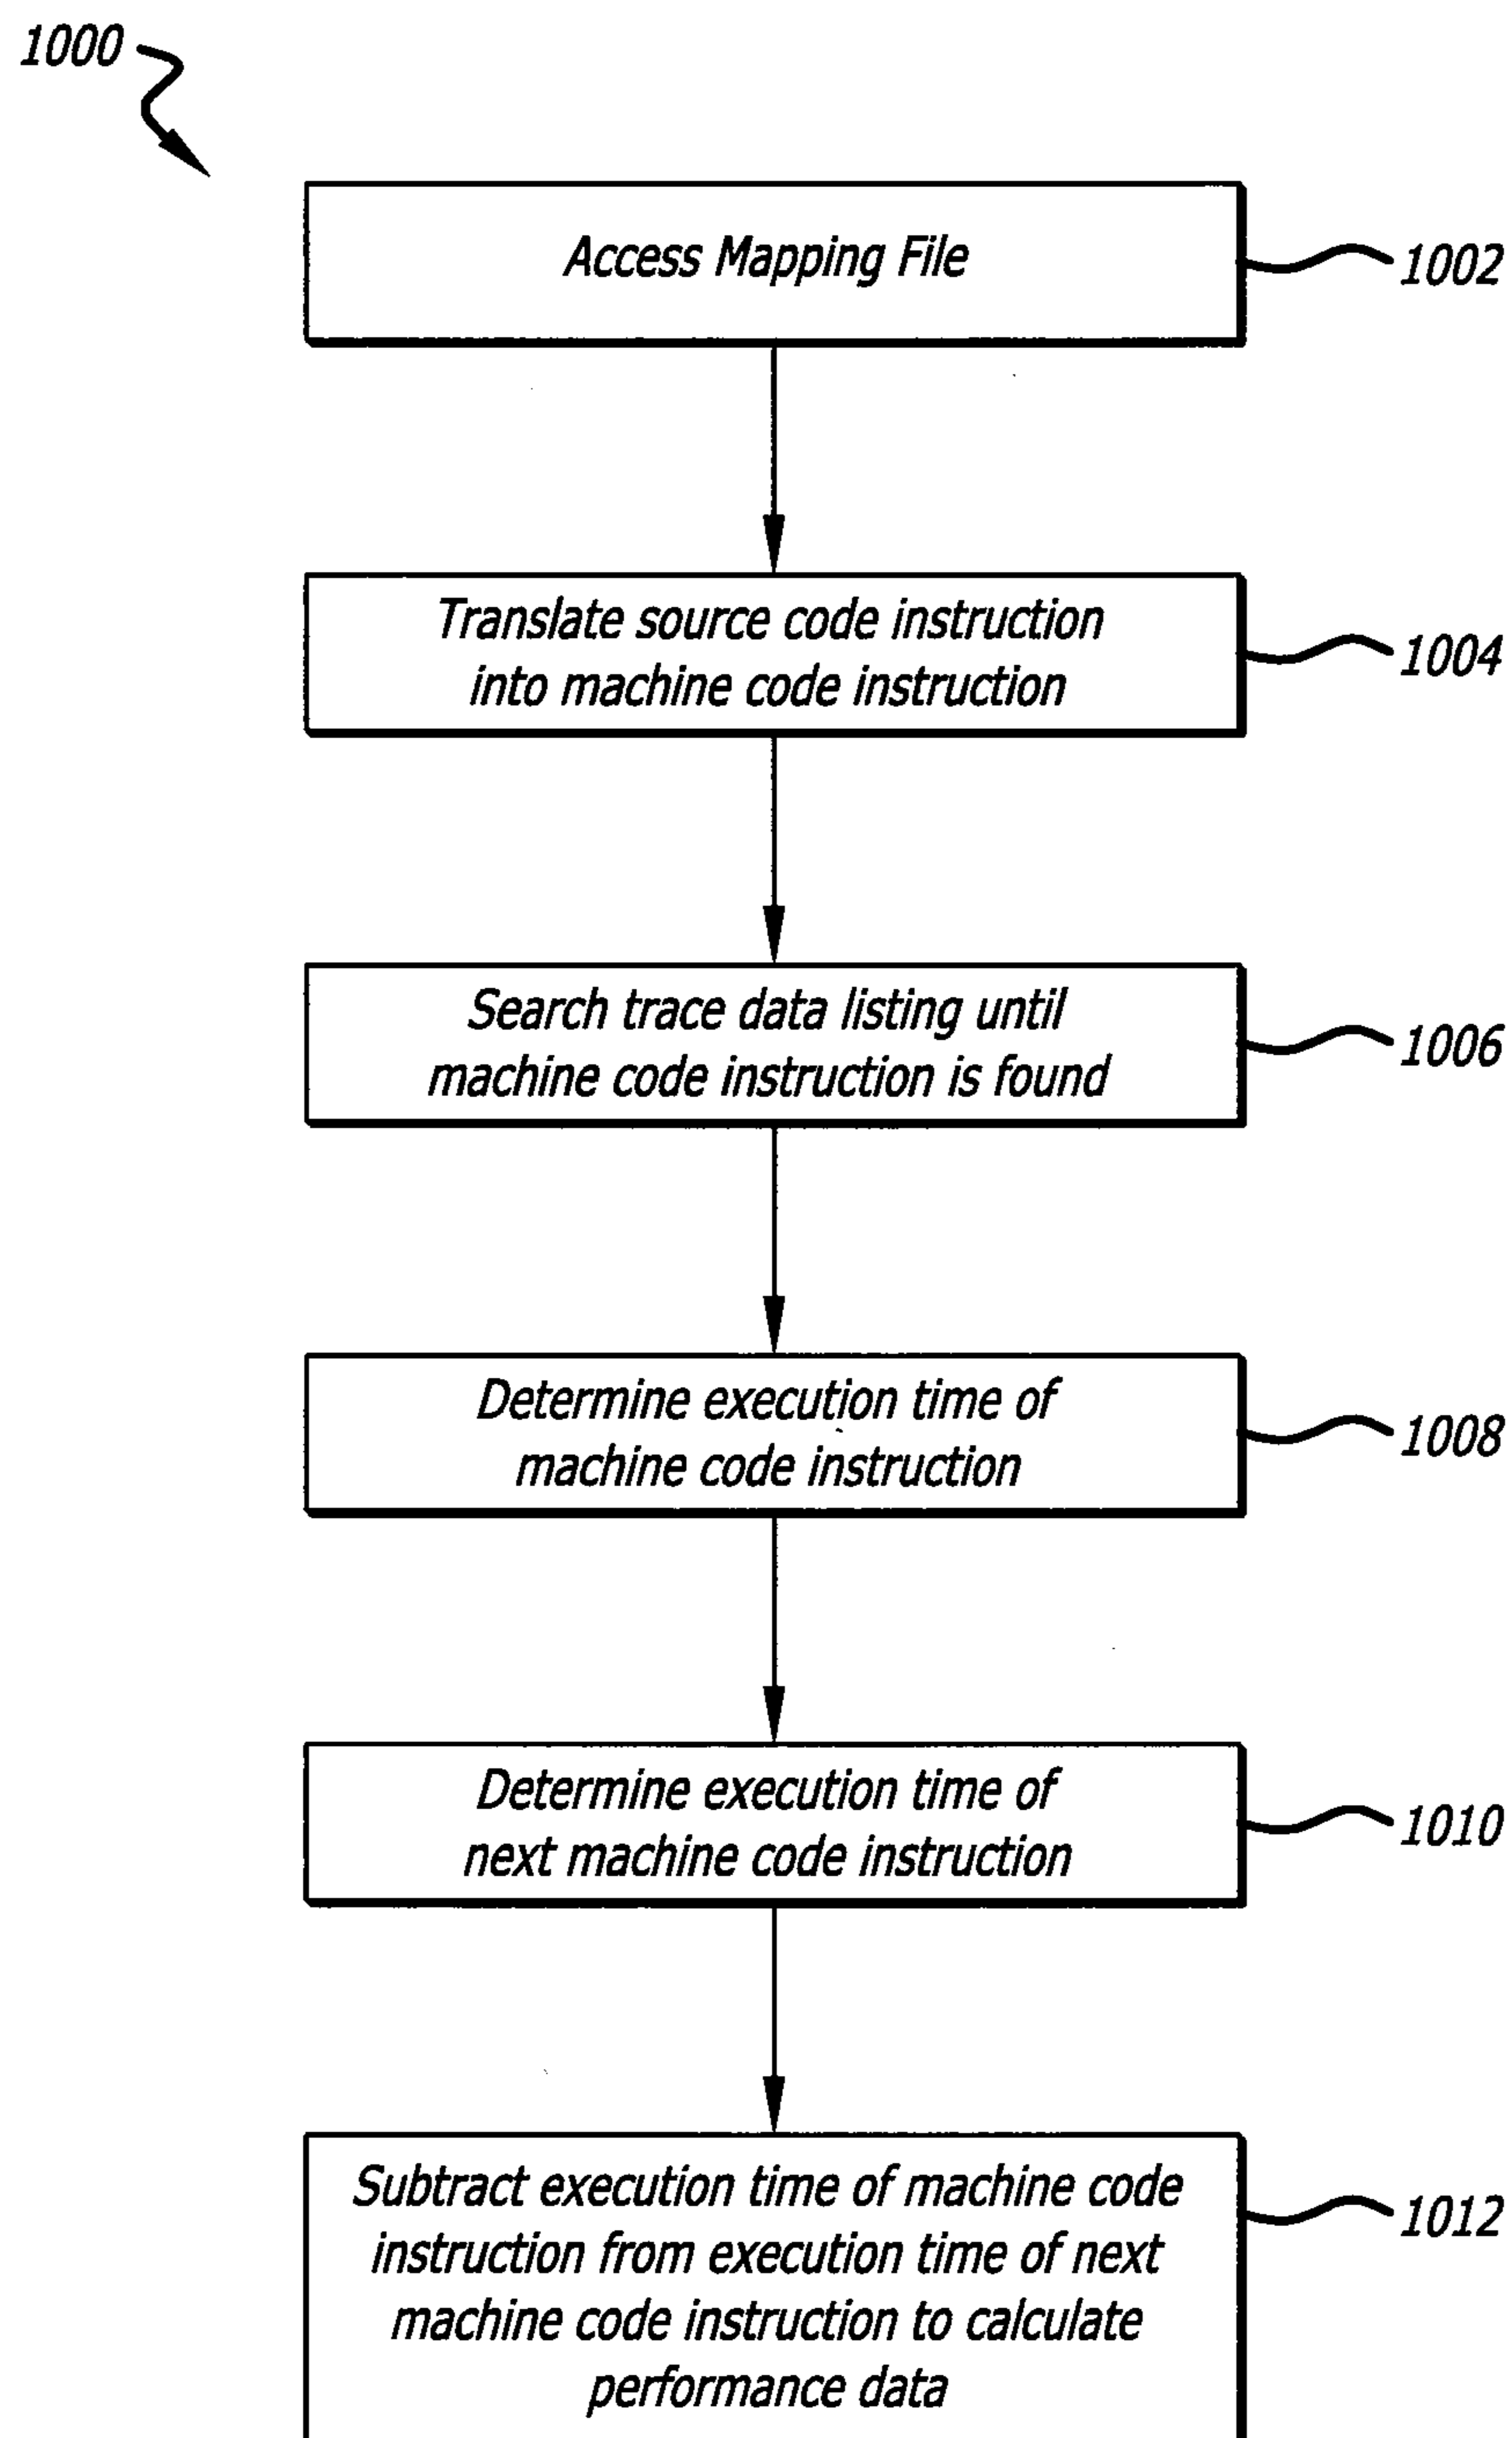 1000
Access Mapping File
1002
Translate source code instruction
into machine code instruction
1004
Search trace data listing until
machine code instruction is found
1006
Determine execution time of
machine code instruction
1008
Determine execution time of
next machine code instruction
1010
Subtract execution time of machine code
instruction from execution time of next
machine code instruction to calculate
performance data
1012